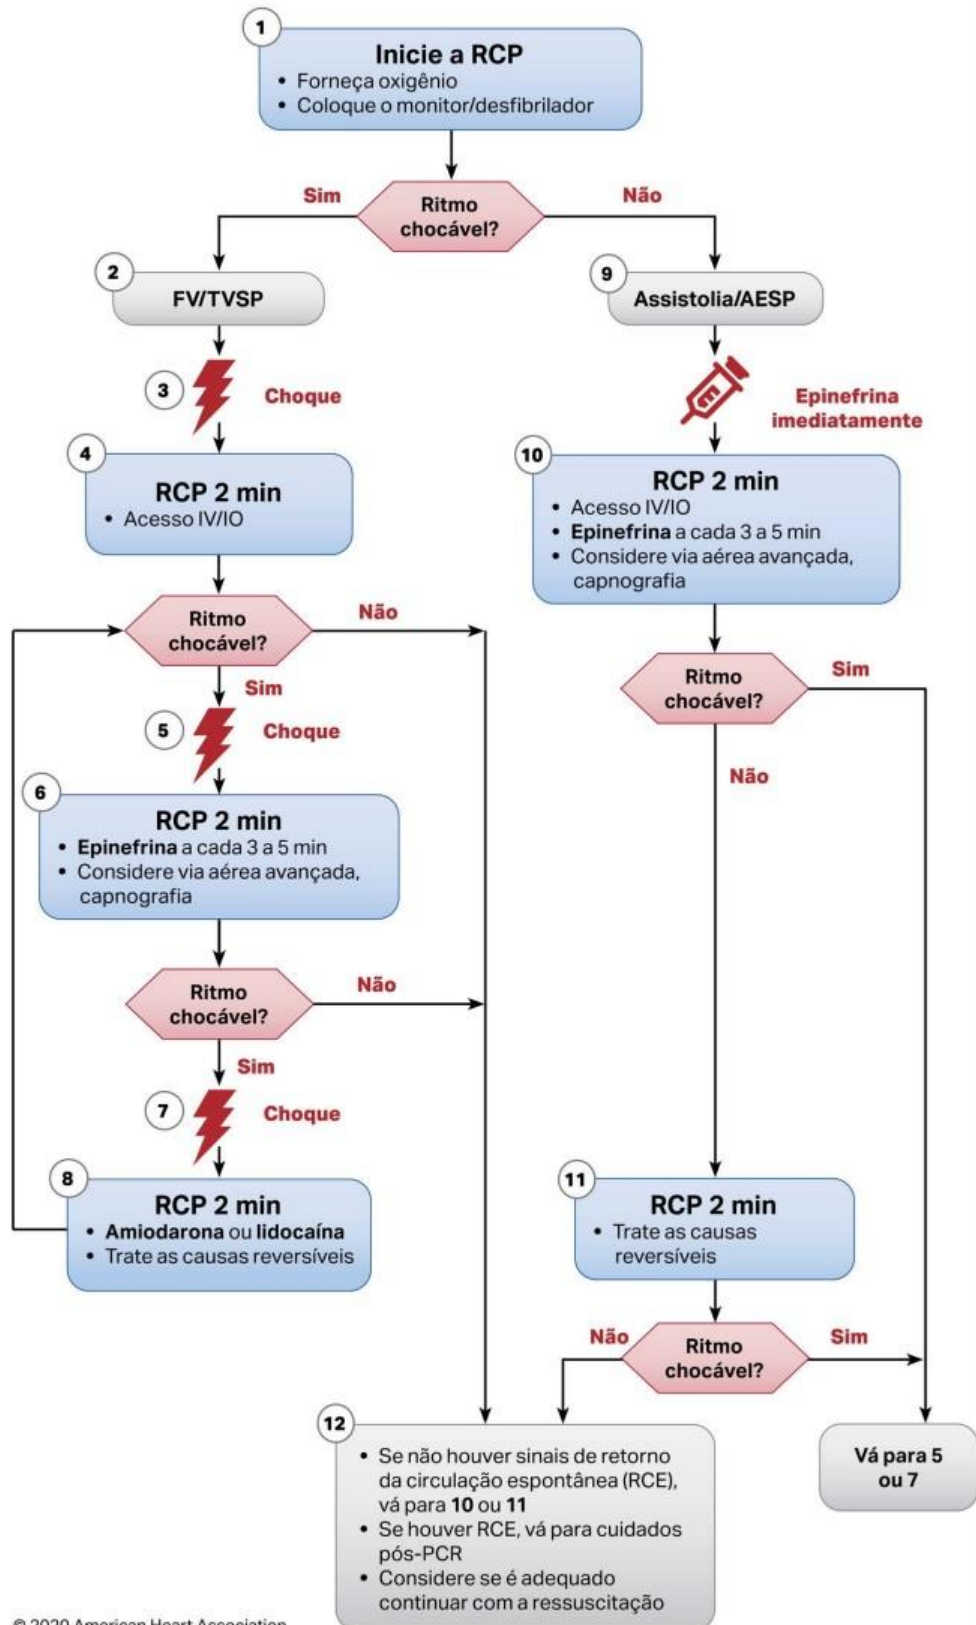 1
Inicie a RCP
• Forneça oxigênio
• Coloque o monitor/desfibrilador
Ritmo
chocável?
Sim
Não
2
FV/TVSP
9
Assistolia/AESP
3
Choque
Epinefrina
imediatamente
4
RCP 2 min
• Acesso IV/IO
10
RCP 2 min
• Acesso IV/IO
• Epinefrina a cada 3 a 5 min
• Considere via aérea avançada,
capnografia
Ritmo
chocável?
Não
Sim
Ritmo
chocável?
Sim
Não
5
Choque
6
RCP 2 min
• Epinefrina a cada 3 a 5 min
• Considere via aérea avançada,
capnografia
Ritmo
chocável?
Não
Sim
7
Choque
8
RCP 2 min
• Amiodarona ou lidocaína
• Trate as causas reversíveis
11
RCP 2 min
• Trate as causas
reversíveis
Não
Ritmo
chocável?
Sim
12
• Se não houver sinais de retorno
da circulação espontânea (RCE),
vá para 10 ou 11
• Se houver RCE, vá para cuidados
pós-PCR
• Considere se é adequado
continuar com a ressuscitação
Vá para 5
ou 7
© 2020 American Heart Association